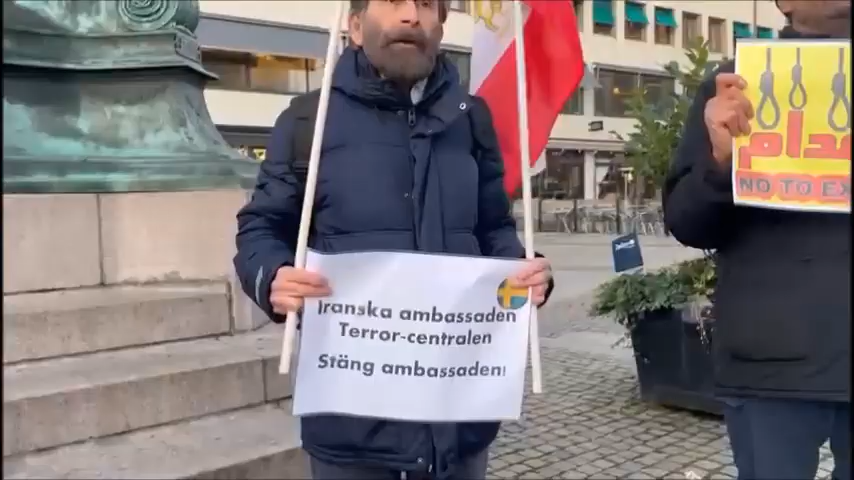 Iranska ambassaden
Terror-centralen
Stäng ambassaden!
اعدام
NO TO EX